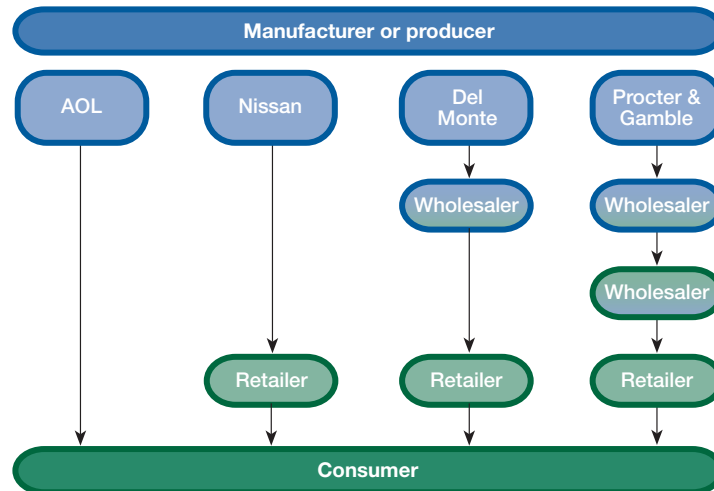 Manufacturer or producer
AOL
Nissan
Del
Monte
Procter &
Gamble
Wholesaler
Wholesaler
Wholesaler
Retailer
Retailer
Retailer
Consumer